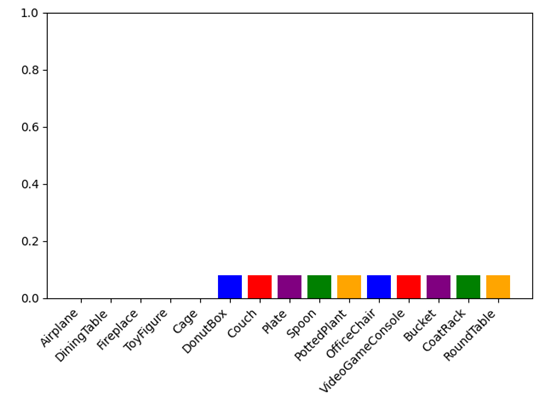 1.0
0.8
0.6
0.4
0.2
0.0
Airplane
DiningTable
Fireplace
ToyFigure
Cage
DonutBox
Couch
Plate
Spoon
PottedPlant
OfficeChair
VideoGameConsole
Bucket
CoatRack
RoundTable